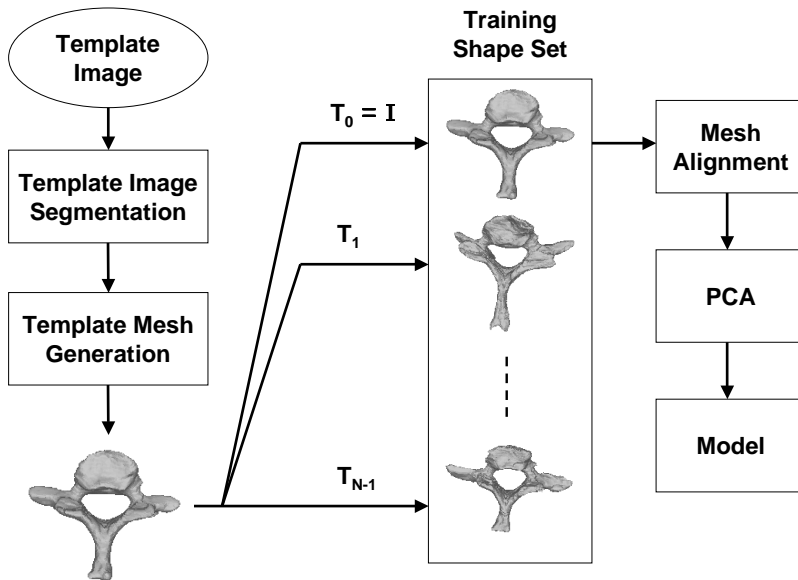 Template
Image
Template Image
Segmentation
Template Mesh
Generation
T0 = I
T1
TN-1
Training
Shape Set
Mesh
Alignment
PCA
Model